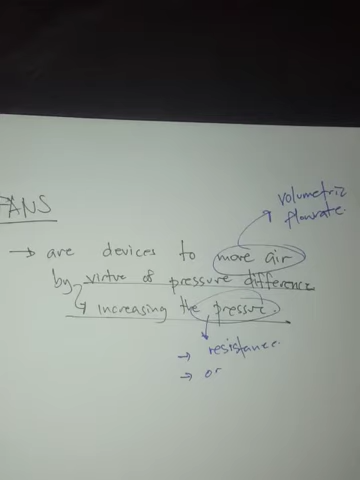 FANS
volumetric
flowrate.
→ are devices to move air
by virtue of pressure difference
↳ increasing the pressure.
→ resistance.
→ or